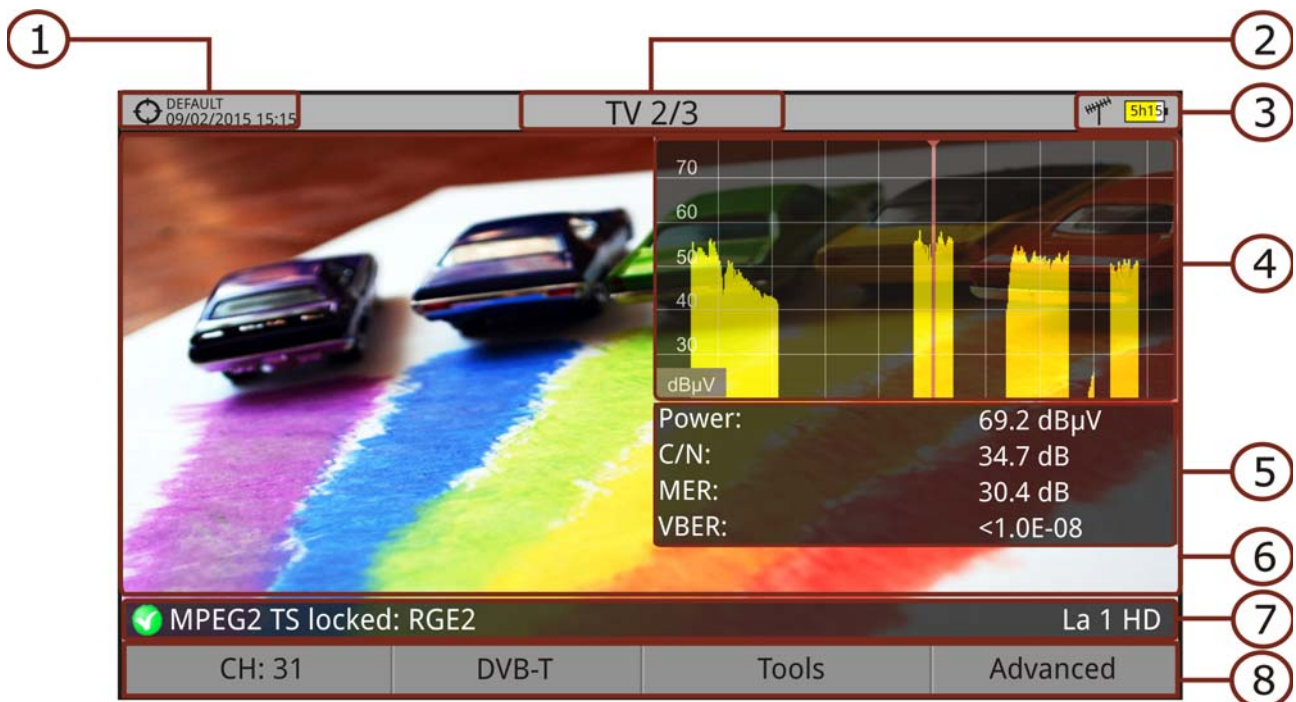 1
2
DEFAULT
09/02/2015 15:15
TV 2/3
5h15
3
70
60
50
40
30
dBµV
4
Power: 69.2 dBµV
C/N: 34.7 dB
MER: 30.4 dB
VBER: <1.0E-08
5
6
MPEG2 TS locked: RGE2 La 1 HD
7
CH: 31 DVB-T Tools Advanced
8